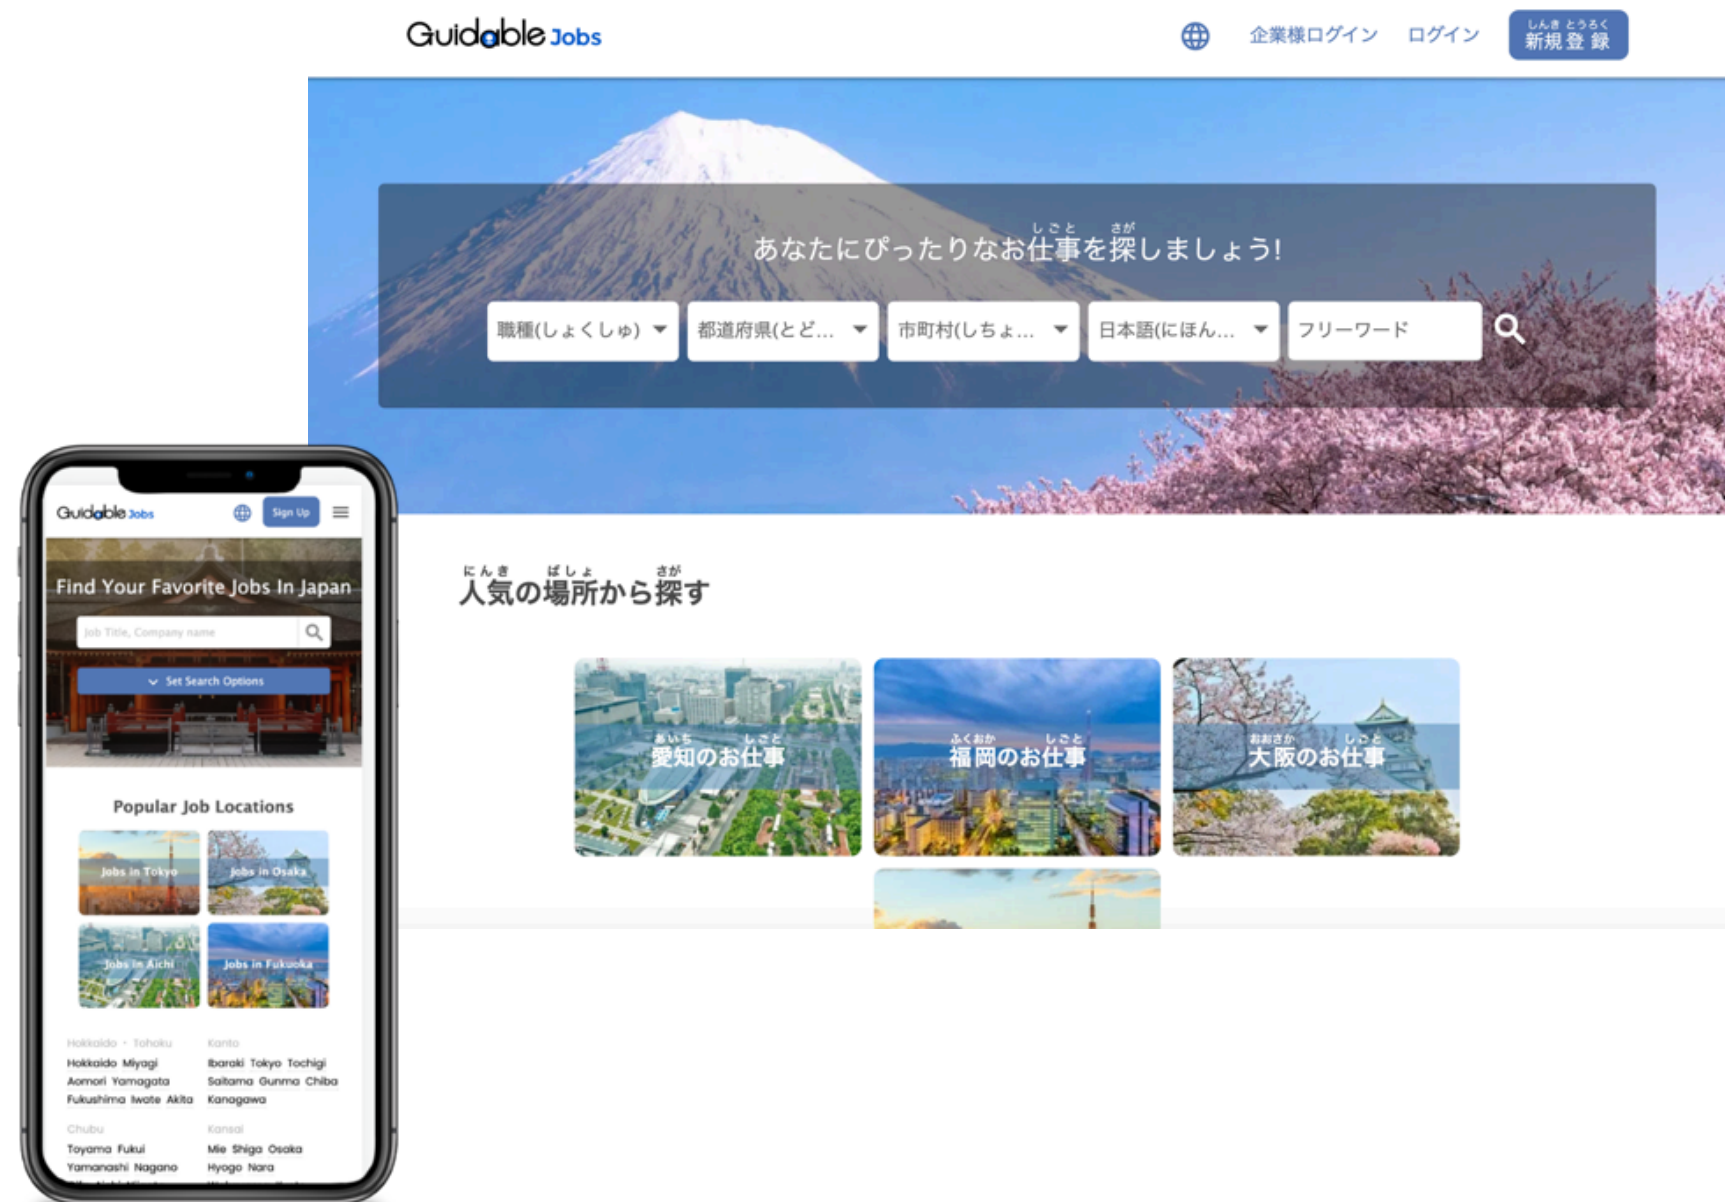 Guidable Jobs
企業様ログイン
ログイン
しんき とうろく
新規登録
しごと さが
あなたにぴったりなお仕事を探しましょう!
職種(しょくしゅ)
都道府県(とど...
市町村(しちょ...
日本語(にほん...
フリーワード
にんき ばしょ さが
人気の場所から探す
あいち しごと
愛知のお仕事
ふくおか しごと
福岡のお仕事
おおさか しごと
大阪のお仕事
Guidable Jobs
Sign Up
Find Your Favorite Jobs In Japan
Job Title, Company name
Set Search Options
Popular Job Locations
Jobs in Tokyo
Jobs in Osaka
Jobs in Aichi
Jobs in Fukuoka
Hokkaido・Tohoku
Hokkaido Miyagi
Aomori Yamagata
Fukushima Iwate Akita
Kanto
Ibaraki Tokyo Tochigi
Saitama Gunma Chiba
Kanagawa
Chubu
Toyama Fukui
Yamanashi Nagano
Kansai
Mie Shiga Osaka
Hyogo Nara